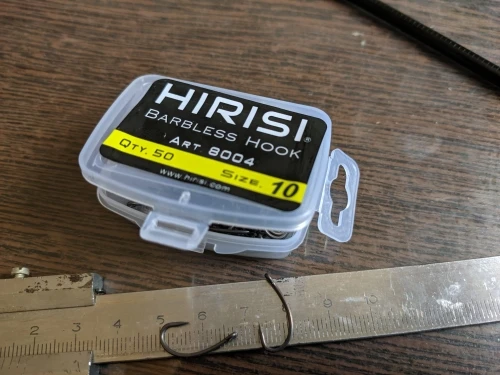 HIRISI®
BARBLESS HOOK
ART 8004
QTY. 50 SIZE. 10
www.hirisi.com
2 3 4 5 6 7 8 9 10